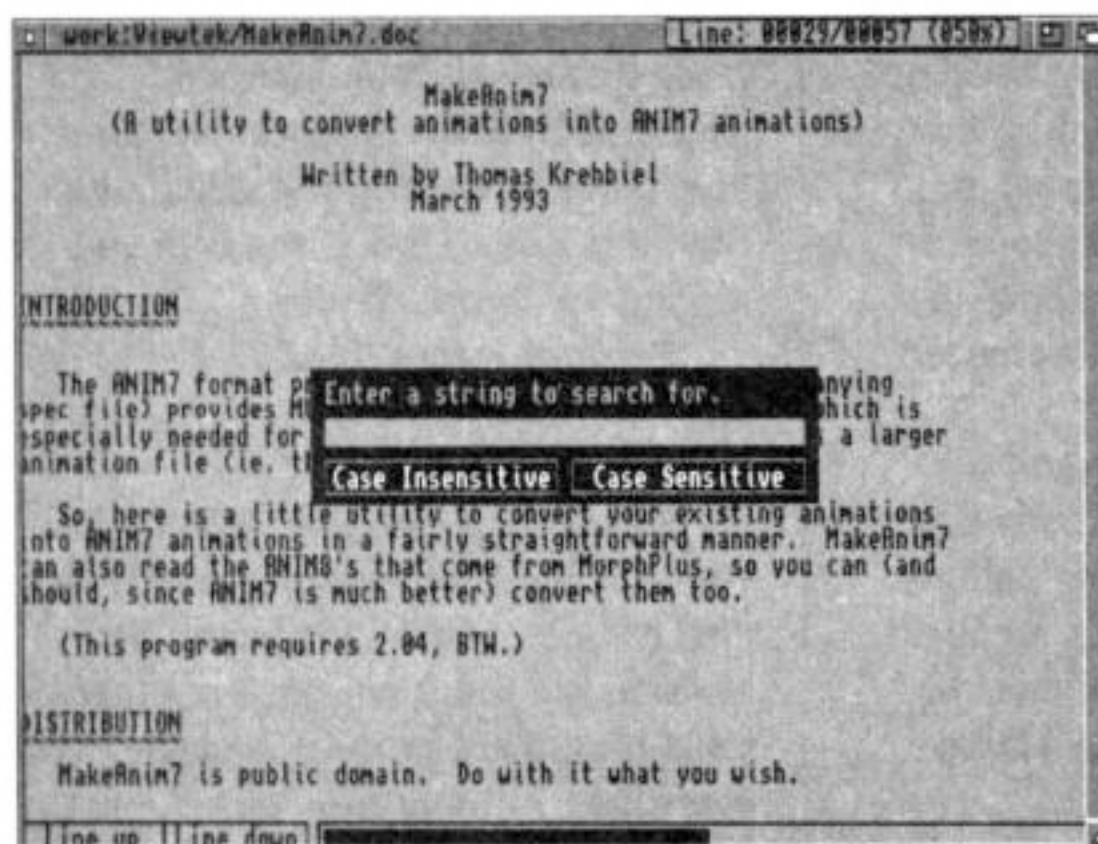 work:Viewtek/MakeAnim7.doc Line: 00029/00057 (050%)
MakeAnim7
(A utility to convert animations into ANIM7 animations)
Written by Thomas Krehbiel
March 1993
INTRODUCTION
The ANIM7 format p
spec file) provides M
especially needed for
animation file (ie. t
Enter a string to search for.
Case Insensitive Case Sensitive
nying
hich is
a larger
So, here is a little utility to convert your existing animations
nto ANIM7 animations in a fairly straightforward manner. MakeAnim7
an also read the ANIM8's that come from MorphPlus, so you can (and
should, since ANIM7 is much better) convert them too.
(This program requires 2.04, BTW.)
DISTRIBUTION
MakeAnim7 is public domain. Do with it what you wish.
Line up Line down